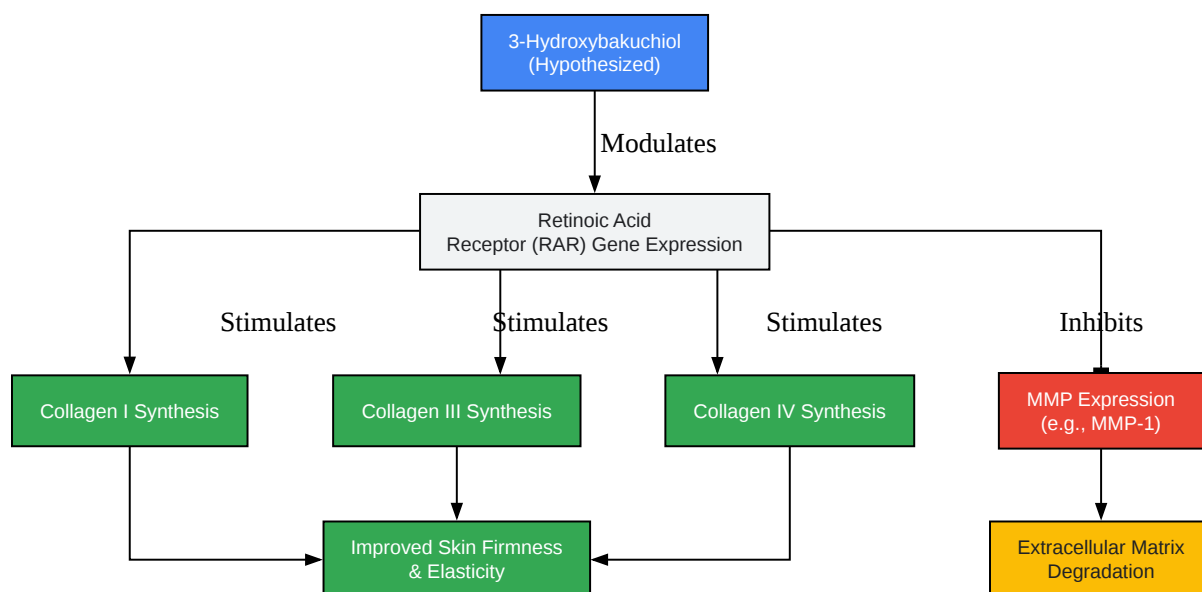 3-Hydroxybakuchiol
(Hypothesized)
Modulates
Retinoic Acid
Receptor (RAR) Gene Expression
Stimulates
Stimulates
Stimulates
Inhibits
Collagen I Synthesis
Collagen III Synthesis
Collagen IV Synthesis
MMP Expression
(e.g., MMP-1)
Improved Skin Firmness
& Elasticity
Extracellular Matrix
Degradation